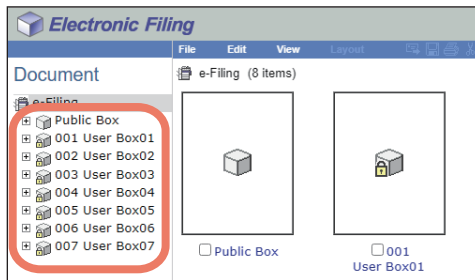 Electronic Filing
File Edit View Layout
Document
e-Filing
Public Box
001 User Box01
002 User Box02
003 User Box03
004 User Box04
005 User Box05
006 User Box06
007 User Box07
e-Filing (8 items)
Public Box
001
User Box01